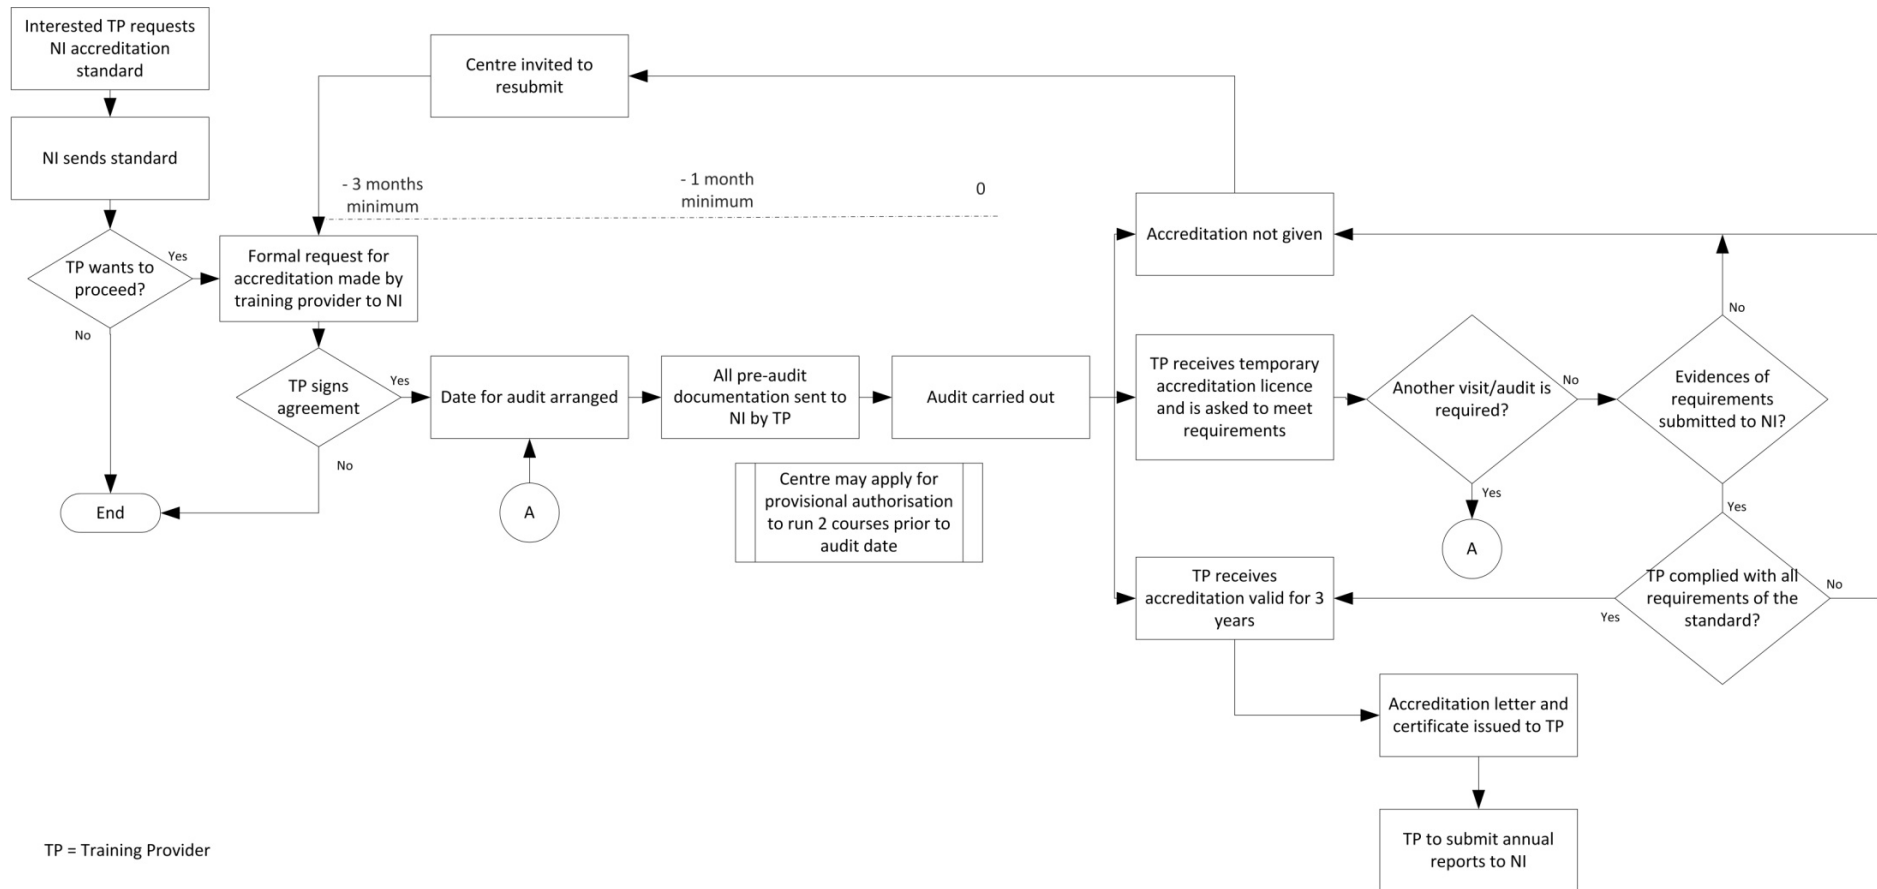 Interested TP requests
NI accreditation
standard
NI sends standard
TP wants to
proceed?
Yes
No
End
Centre invited to
resubmit
- 3 months
minimum
- 1 month
minimum
0
Formal request for
accreditation made by
training provider to NI
TP signs
agreement
Yes
No
Date for audit arranged
A
All pre-audit
documentation sent to
NI by TP
Audit carried out
Centre may apply for
provisional authorisation
to run 2 courses prior to
audit date
Accreditation not given
TP receives temporary
accreditation licence
and is asked to meet
requirements
Another visit/audit is
required?
No
Yes
A
Evidences of
requirements
submitted to NI?
No
Yes
TP complied with all
requirements of the
standard?
No
Yes
TP receives
accreditation valid for 3
years
Accreditation letter and
certificate issued to TP
TP to submit annual
reports to NI
TP = Training Provider